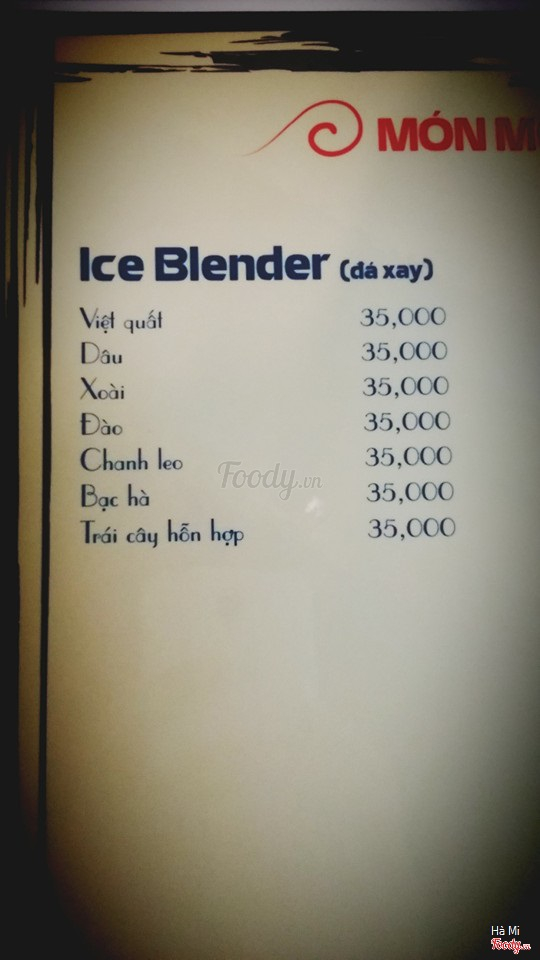 MÓN M
Ice Blender (đá xay)
Việt quất 35,000
Dâu 35,000
Xoài 35,000
Đào 35,000
Chanh leo 35,000
Bạc hà 35,000
Trái cây hỗn hợp 35,000
Foody.vn
Hà Mi
Foody.vn